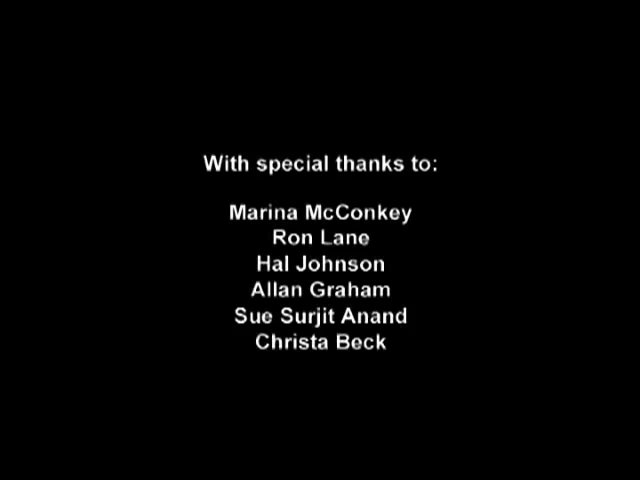 With special thanks to:
Marina McConkey
Ron Lane
Hal Johnson
Allan Graham
Sue Surjit Anand
Christa Beck